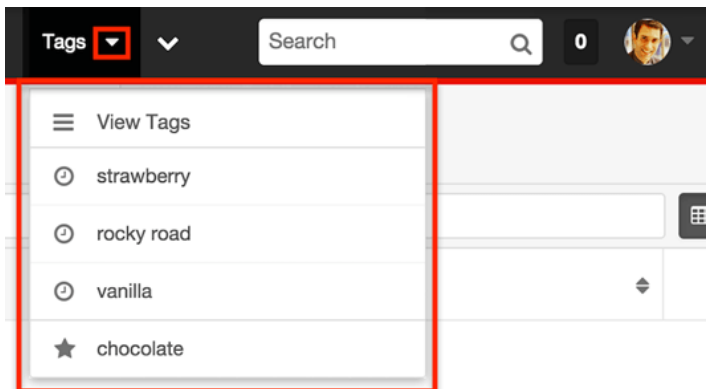 Tags
Search
0
View Tags
strawberry
rocky road
vanilla
chocolate